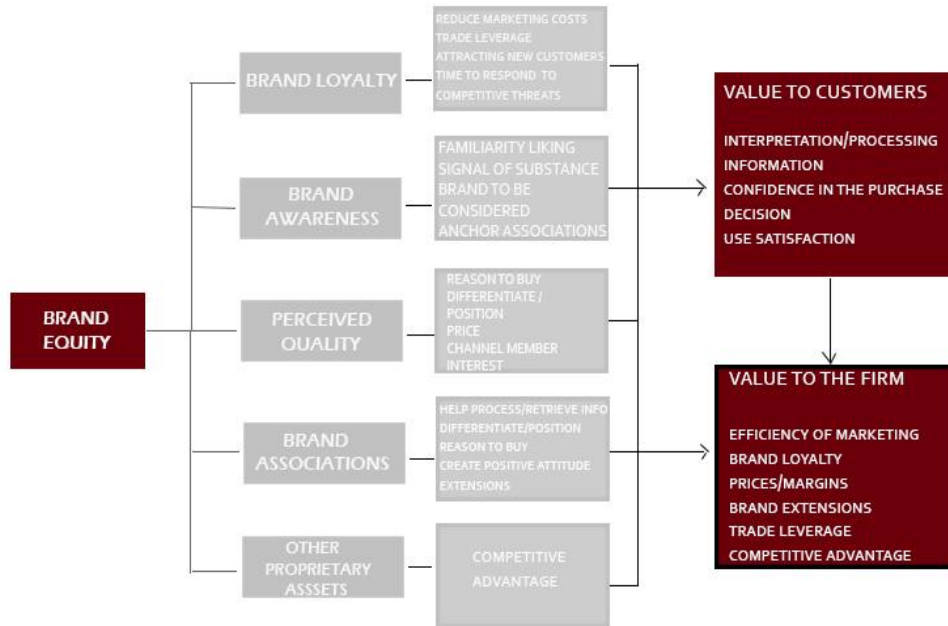 BRAND
EQUITY
BRAND LOYALTY
REDUCE MARKETING COSTS
TRADE LEVERAGE
ATTRACTING NEW CUSTOMERS
TIME TO RESPOND TO
COMPETITIVE THREATS
BRAND
AWARENESS
FAMILIARITY LIKING
SIGNAL OF SUBSTANCE
BRAND TO BE
CONSIDERED
ANCHOR ASSOCIATIONS
PERCEIVED
QUALITY
REASON TO BUY
DIFFERENTIATE /
POSITION
PRICE
CHANNEL MEMBER
INTEREST
BRAND
ASSOCIATIONS
HELP PROCESS/RETRIEVE INFO
DIFFERENTIATE/POSITION
REASON TO BUY
CREATE POSITIVE ATTITUDE
EXTENSIONS
OTHER
PROPRIETARY
ASSSETS
COMPETITIVE
ADVANTAGE
VALUE TO CUSTOMERS
INTERPRETATION/PROCESSING
INFORMATION
CONFIDENCE IN THE PURCHASE
DECISION
USE SATISFACTION
VALUE TO THE FIRM
EFFICIENCY OF MARKETING
BRAND LOYALTY
PRICES/MARGINS
BRAND EXTENSIONS
TRADE LEVERAGE
COMPETITIVE ADVANTAGE